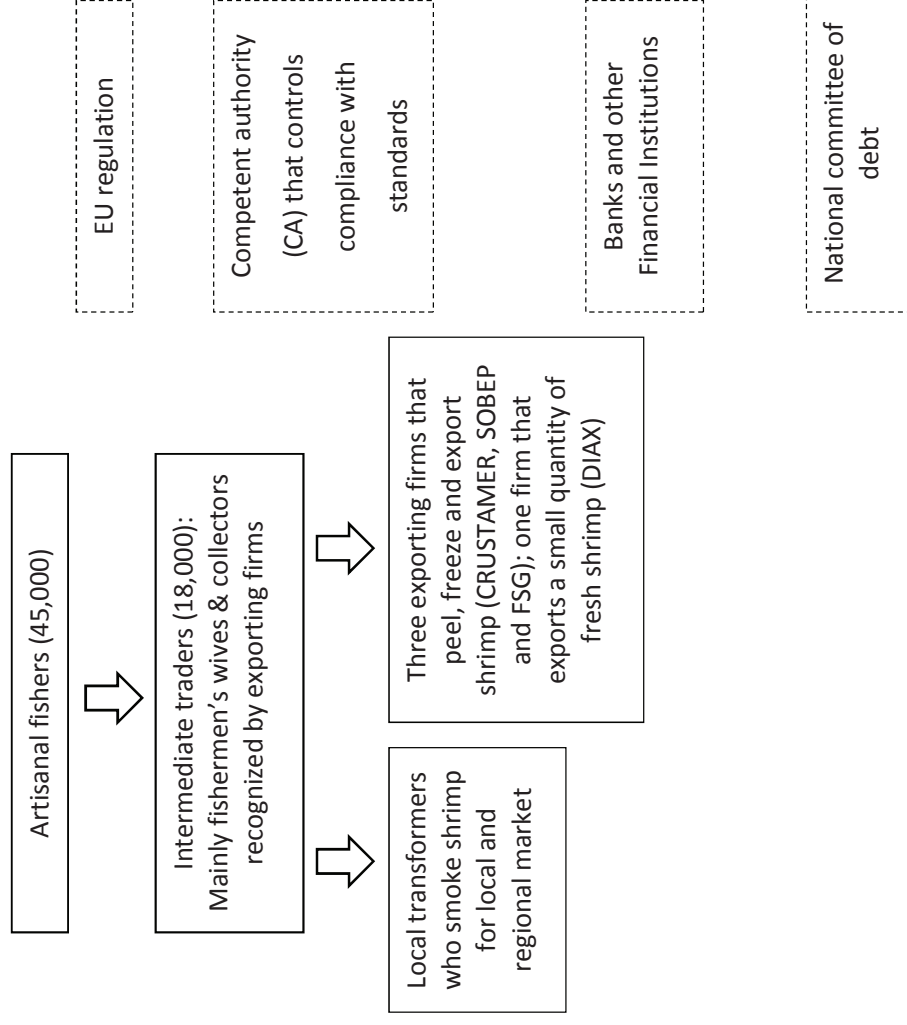 Artisanal fishers (45,000)
Intermediate traders (18,000):
Mainly fishermen’s wives & collectors
recognized by exporting firms
Local transformers
who smoke shrimp
for local and
regional market
Three exporting firms that
peel, freeze and export
shrimp (CRUSTAMER, SOBEP
and FSG); one firm that
exports a small quantity of
fresh shrimp (DIAX)
EU regulation
Competent authority
(CA) that controls
compliance with
standards
Banks and other
Financial Institutions
National committee of
debt